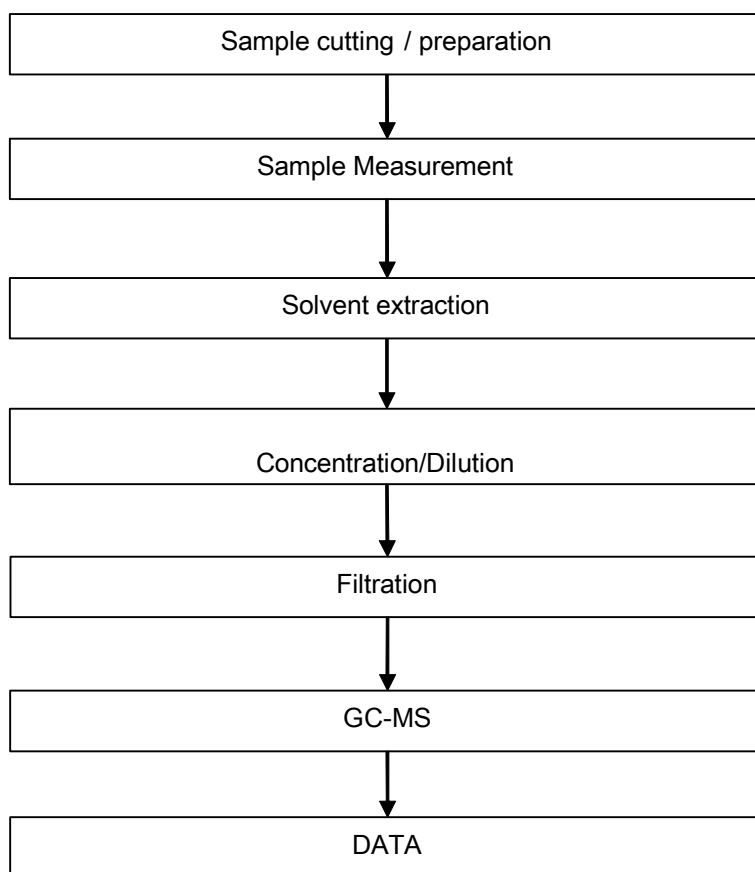 Sample cutting / preparation
Sample Measurement
Solvent extraction
Concentration/Dilution
Filtration
GC-MS
DATA